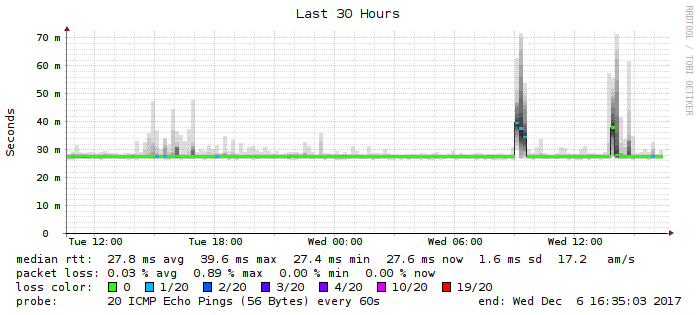 Last 30 Hours
RRDTOOL / TOBI OETIKER
Seconds
70 m
60 m
50 m
40 m
30 m
20 m
10 m
0
Tue 12:00 Tue 18:00 Wed 00:00 Wed 06:00 Wed 12:00
median rtt: 27.8 ms avg 39.6 ms max 27.4 ms min 27.6 ms now 1.6 ms sd 17.2 am/s
packet loss: 0.03 % avg 0.89 % max 0.00 % min 0.00 % now
loss color: 0 1/20 2/20 3/20 4/20 10/20 19/20
probe: 20 ICMP Echo Pings (56 Bytes) every 60s end: Wed Dec 6 16:35:03 2017